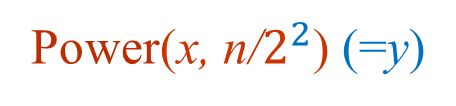 Power(x, n/2²) (=y)